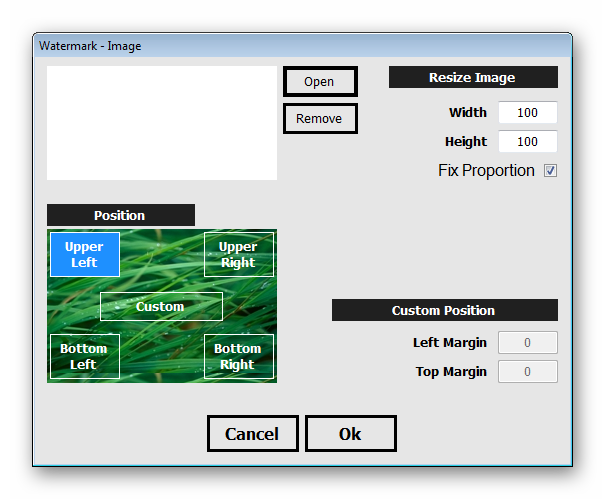 Watermark - Image
Open
Remove
Resize Image
Width 100
Height 100
Fix Proportion
Position
Upper
Left
Upper
Right
Custom
Bottom
Left
Bottom
Right
Custom Position
Left Margin 0
Top Margin 0
Cancel
Ok